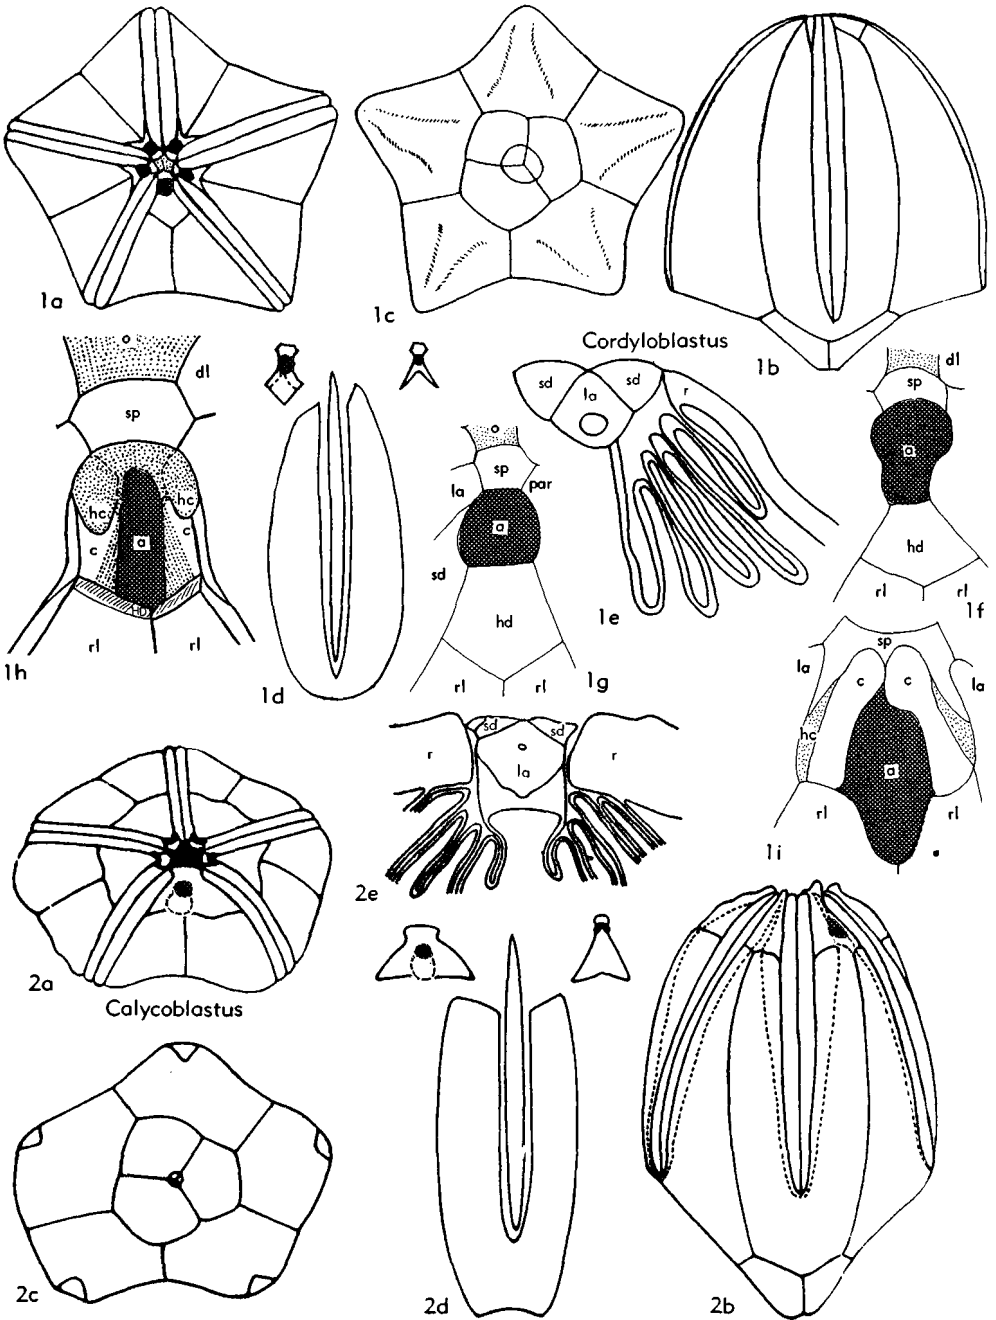 1a
1c
1b
Cordyloblastus
o
dl
sp
hc
hc
c
c
a
HD
rl
rl
1h
1d
o
sp
la
par
a
sd
hd
rl
rl
1g
sd
sd
la
r
1e
dl
sp
a
hd
rl
rl
1f
sp
la
la
c
c
hc
a
rl
rl
1i
sd
sd
r
r
la
2e
2a
Calycoblastus
2c
2d
2b